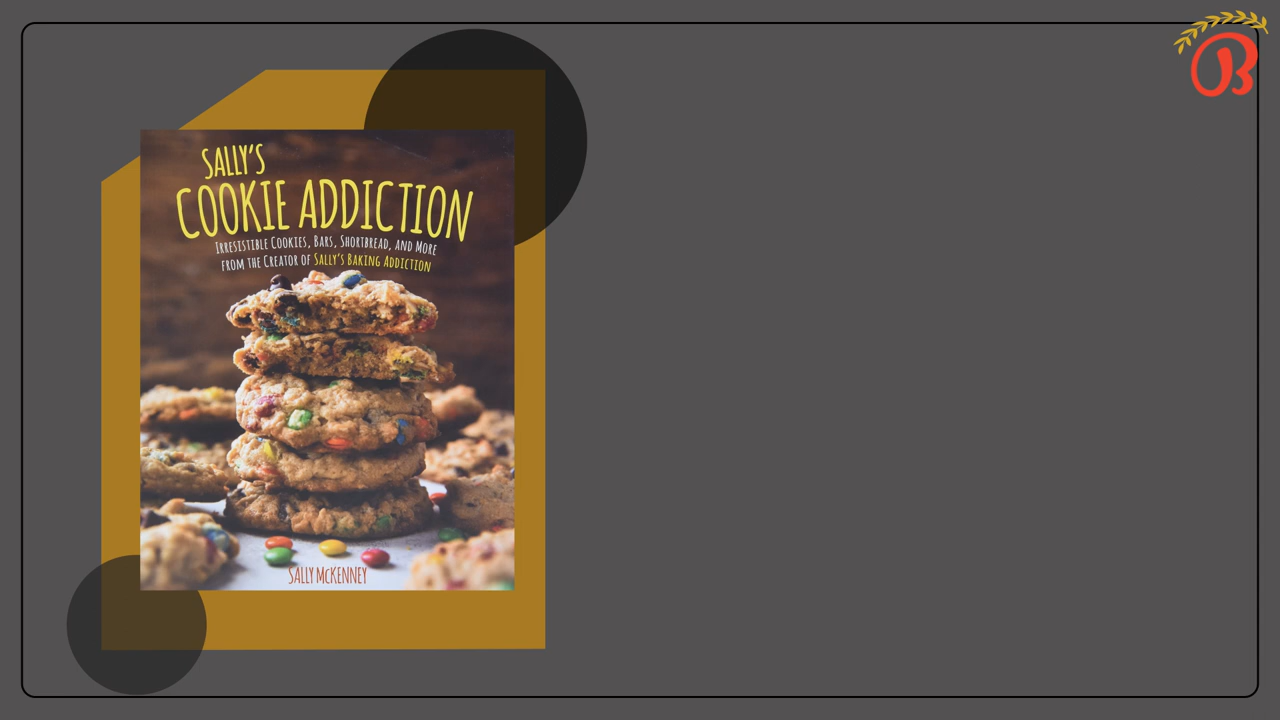 SALLY'S
COOKIE ADDICTION
IRRESISTIBLE COOKIES, BARS, SHORTBREAD, AND MORE
FROM THE CREATOR OF SALLY'S BAKING ADDICTION
SALLY MCKENNEY
B